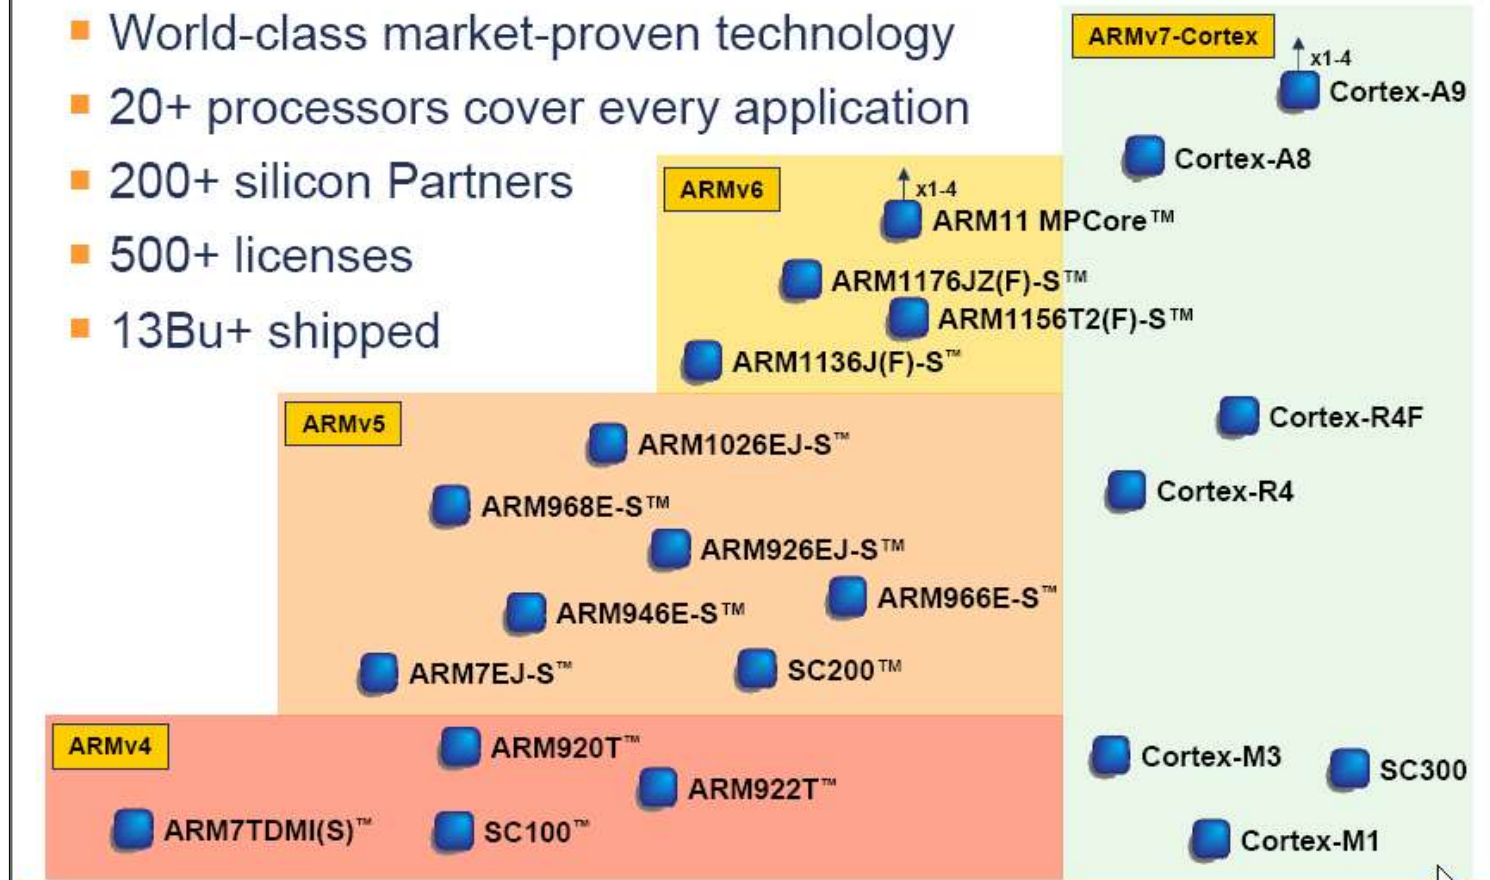 World-class market-proven technology
20+ processors cover every application
200+ silicon Partners
500+ licenses
13Bu+ shipped
ARMv7-Cortex
x1-4
Cortex-A9
Cortex-A8
ARMv6
x1-4
ARM11 MPCore™
ARM1176JZ(F)-S™
ARM1156T2(F)-S™
ARM1136J(F)-S™
Cortex-R4F
Cortex-R4
ARMv5
ARM1026EJ-S™
ARM968E-S™
ARM926EJ-S™
ARM966E-S™
ARM946E-S™
ARM7EJ-S™
SC200™
ARMv4
ARM920T™
ARM922T™
ARM7TDMI(S)™
SC100™
Cortex-M3
SC300
Cortex-M1